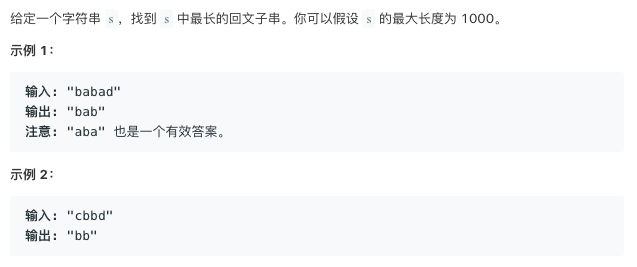 给定一个字符串 s，找到 s 中最长的回文子串。你可以假设 s 的最大长度为 1000。
示例 1：
输入: "babad"
输出: "bab"
注意: "aba" 也是一个有效答案。
示例 2：
输入: "cbbd"
输出: "bb"